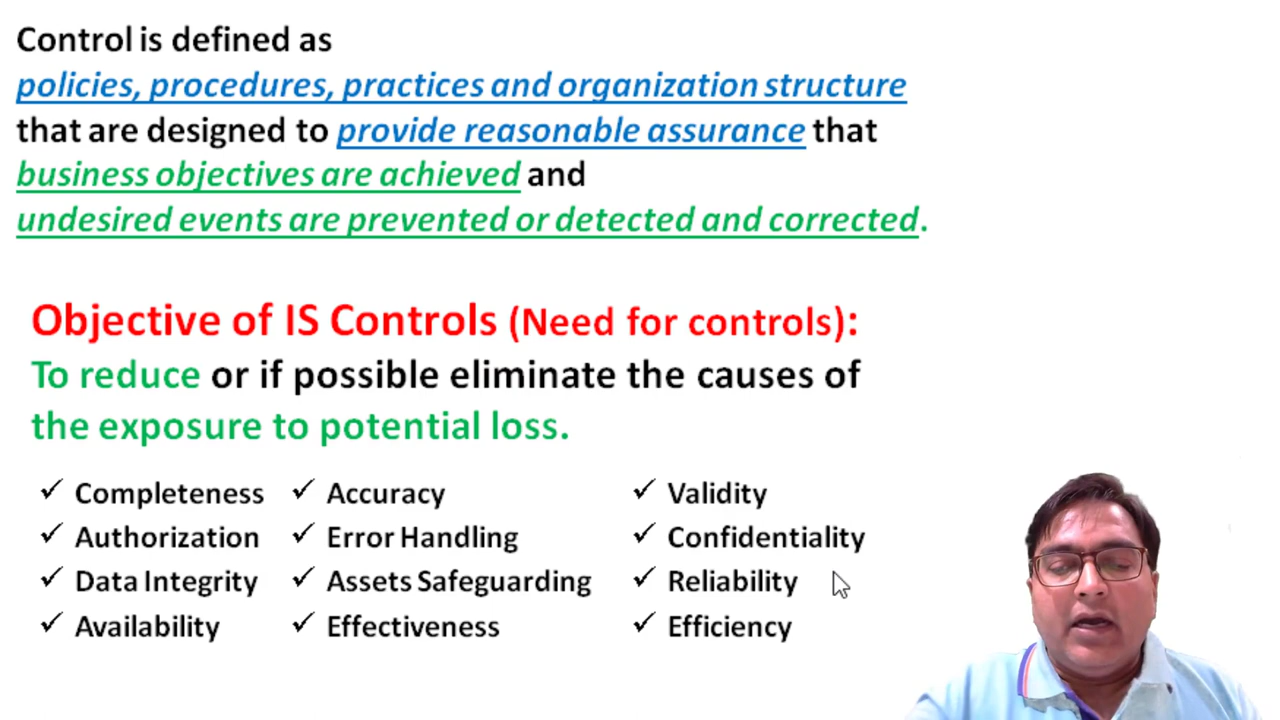 Control is defined as
policies, procedures, practices and organization structure
that are designed to provide reasonable assurance that
business objectives are achieved and
undesired events are prevented or detected and corrected.
Objective of IS Controls (Need for controls):
To reduce or if possible eliminate the causes of
the exposure to potential loss.
✓ Completeness ✓ Accuracy ✓ Validity
✓ Authorization ✓ Error Handling ✓ Confidentiality
✓ Data Integrity ✓ Assets Safeguarding ✓ Reliability
✓ Availability ✓ Effectiveness ✓ Efficiency